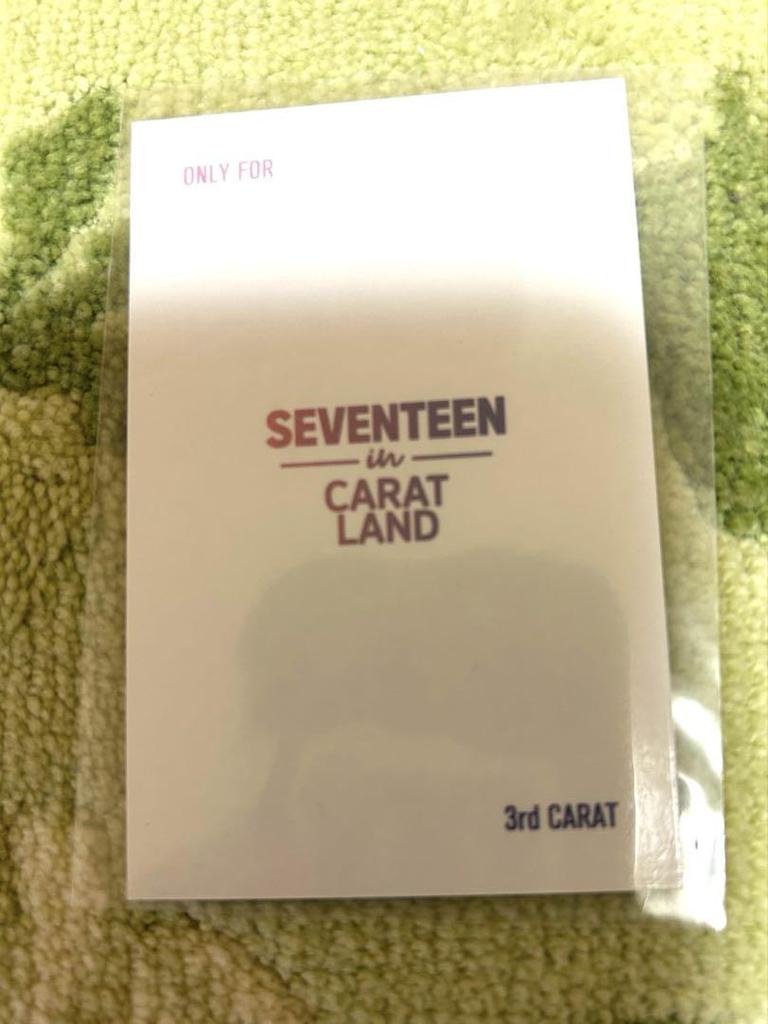 ONLY FOR
SEVENTEEN
in
CARAT
LAND
3rd CARAT